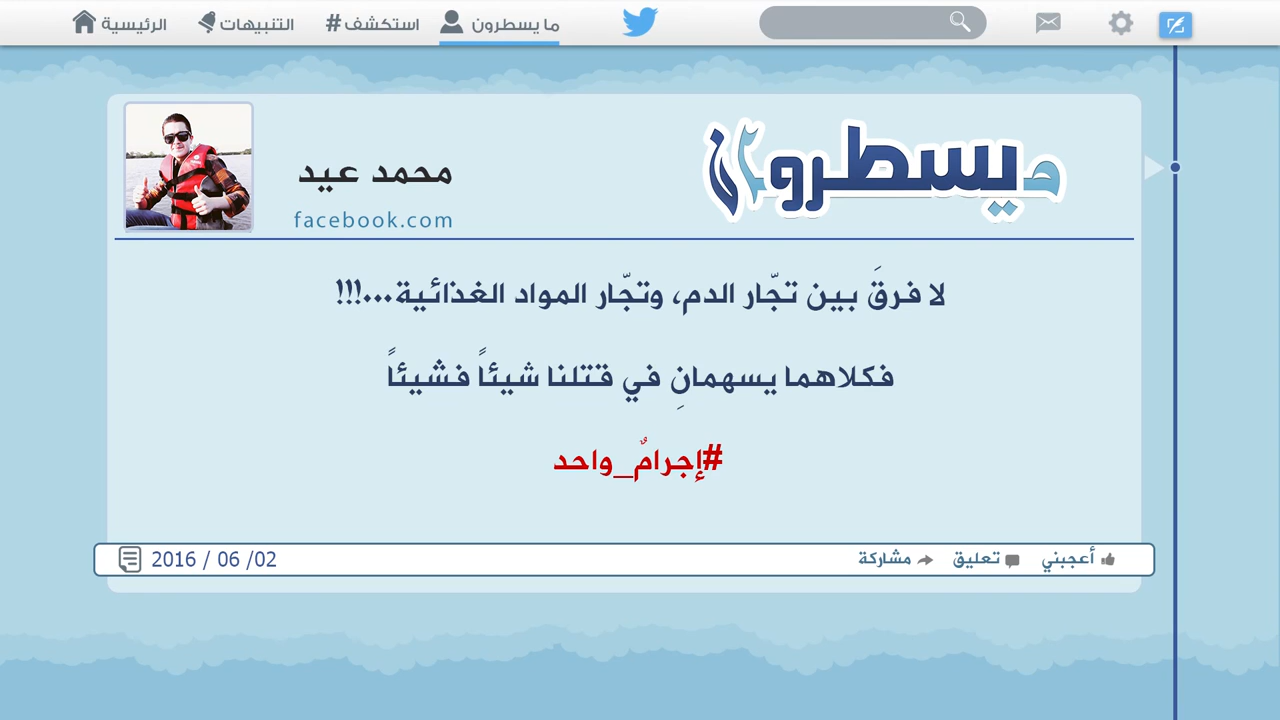 الرئيسية التنبيهات #استكشف ما يسطرون
ما يسطرون
محمد عيد
facebook.com
لا فرقَ بين تجّار الدم، وتجّار المواد الغذائية...!!!
فكلاهما يسهمانِ في قتلنا شيئاً فشيئاً
#إجرامٌ_واحد
أعجبني تعليق مشاركة
2016 / 06 /02